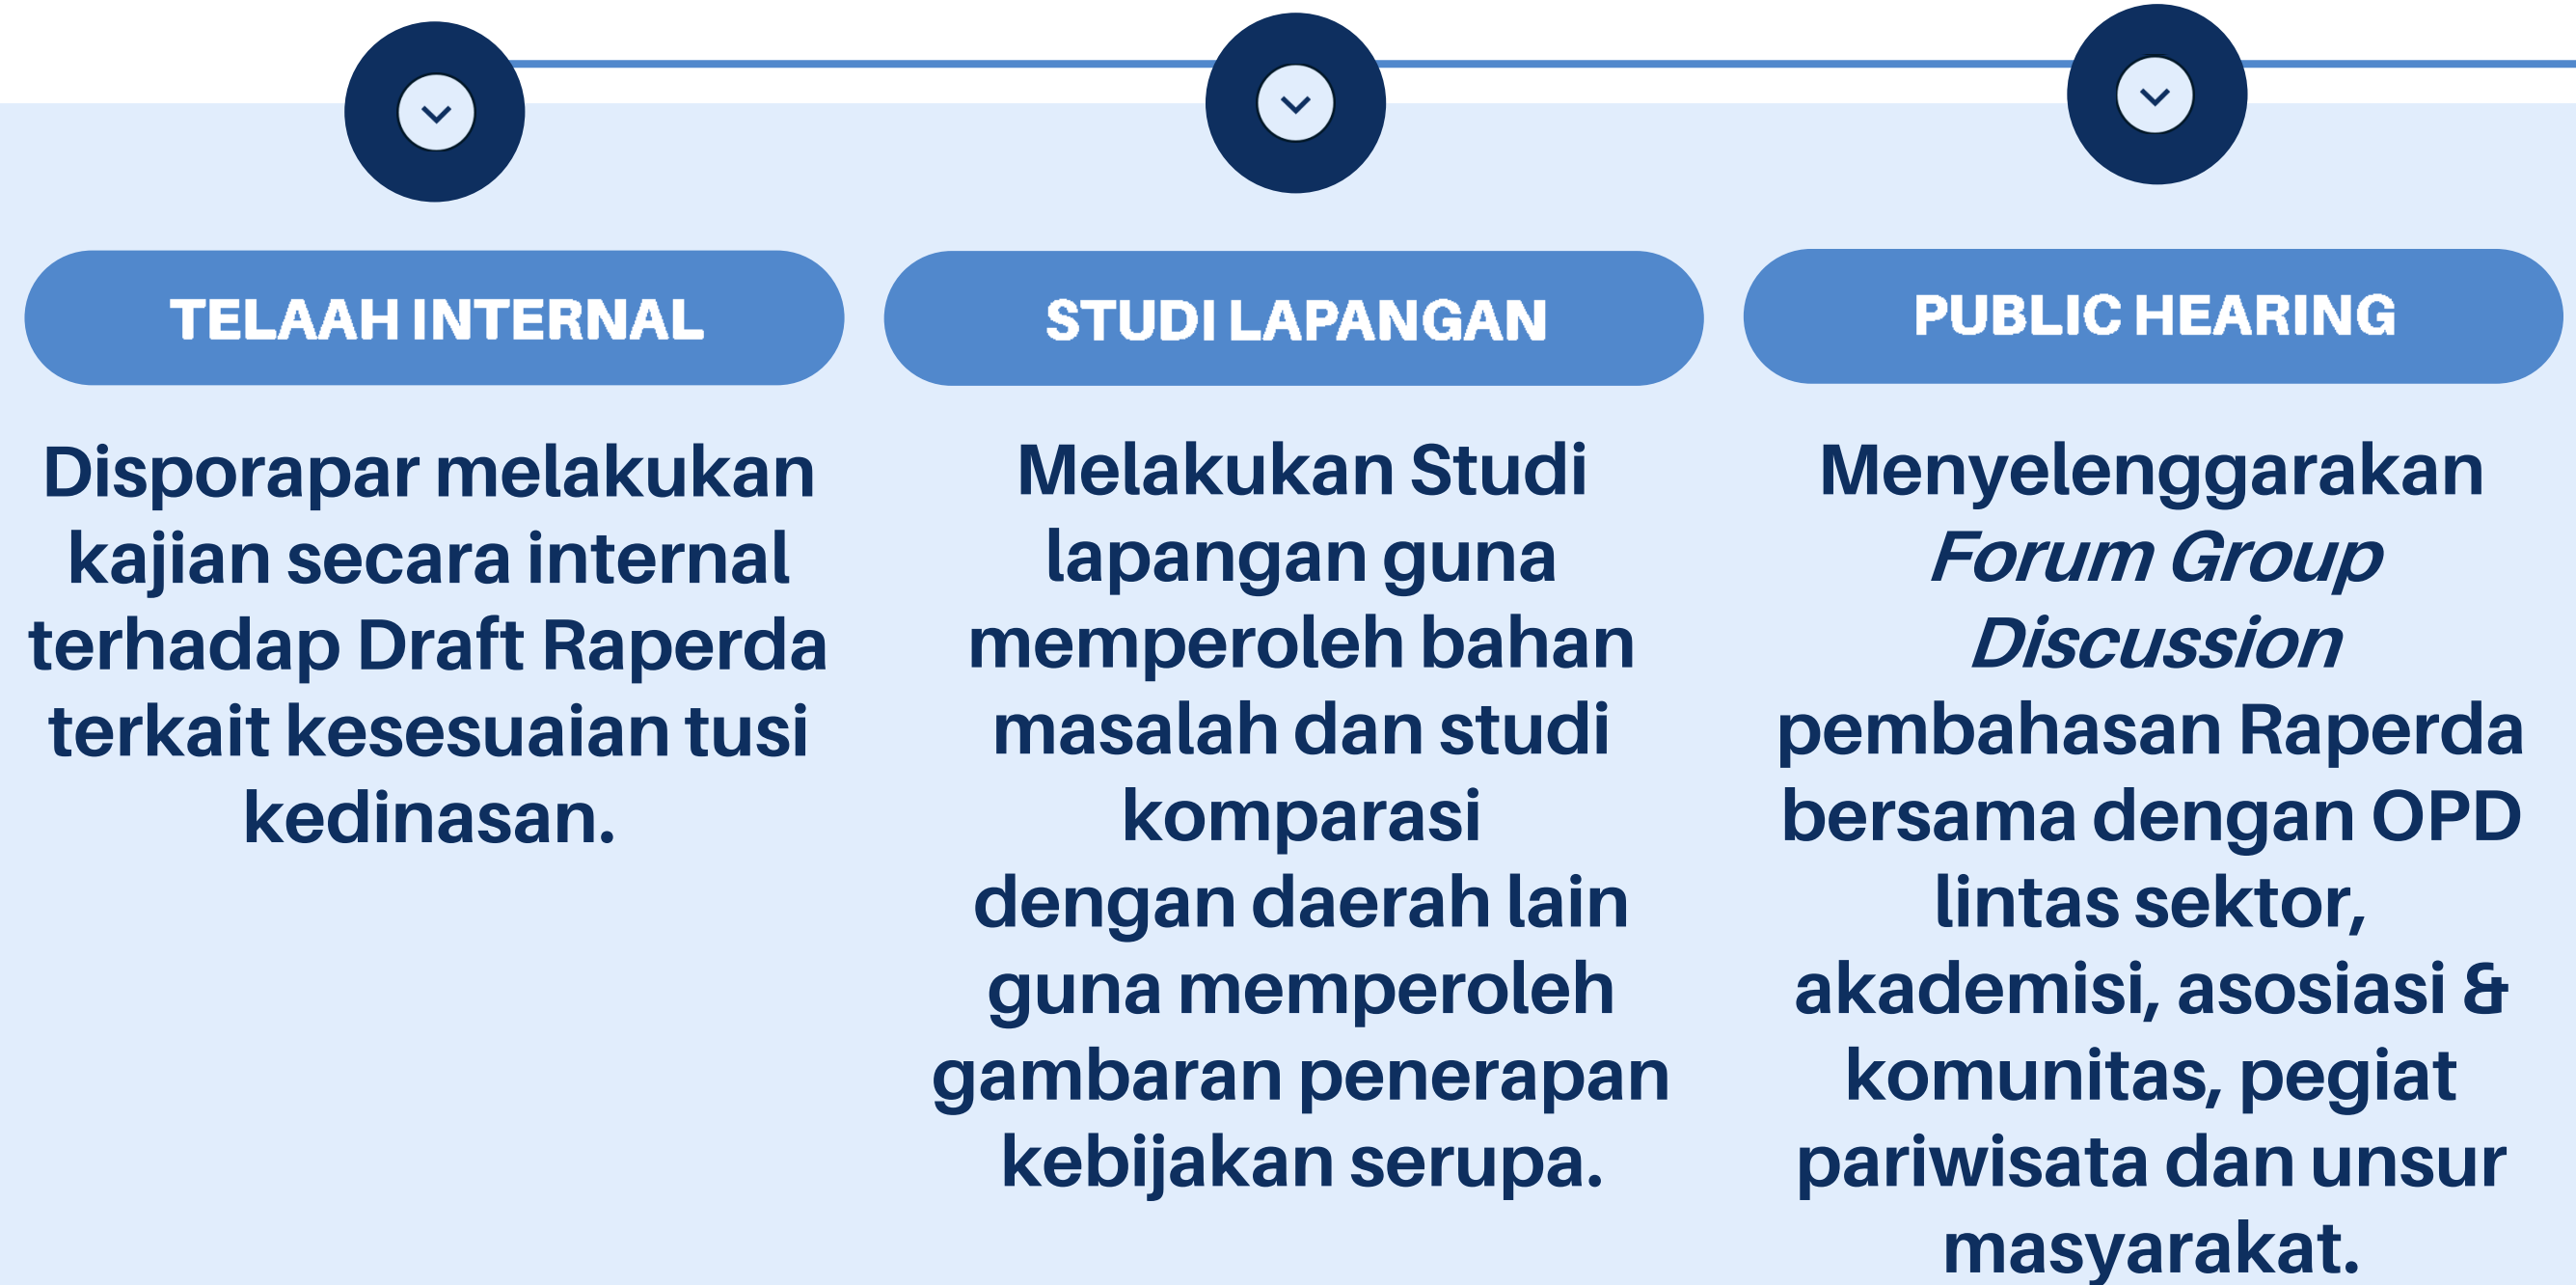 TELAAH INTERNAL
Disporapar melakukan
kajian secara internal
terhadap Draft Raperda
terkait kesesuaian tusi
kedinasan.
STUDI LAPANGAN
Melakukan Studi
lapangan guna
memperoleh bahan
masalah dan studi
komparasi
dengan daerah lain
guna memperoleh
gambaran penerapan
kebijakan serupa.
PUBLIC HEARING
Menyelenggarakan
Forum Group
Discussion
pembahasan Raperda
bersama dengan OPD
lintas sektor,
akademisi, asosiasi &
komunitas, pegiat
pariwisata dan unsur
masyarakat.